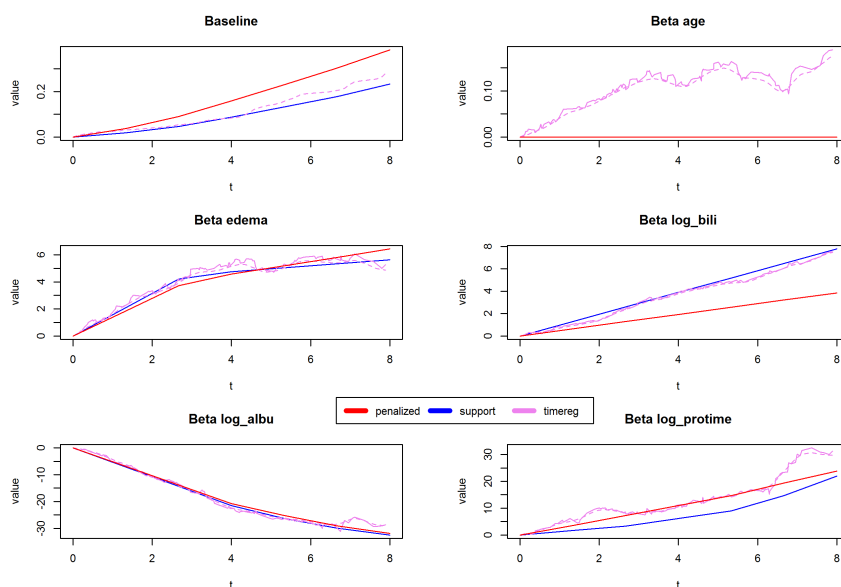 Baseline
value
0.0 0.2
0 2 4 6 8
t
Beta age
value
0.00 0.10
0 2 4 6 8
t
Beta edema
value
0 2 4 6
0 2 4 6 8
t
Beta log_bili
value
0 2 4 6 8
0 2 4 6 8
t
penalized support timereg
Beta log_albu
value
-30 -20 -10 0
0 2 4 6 8
t
Beta log_protime
value
0 10 20 30
0 2 4 6 8
t